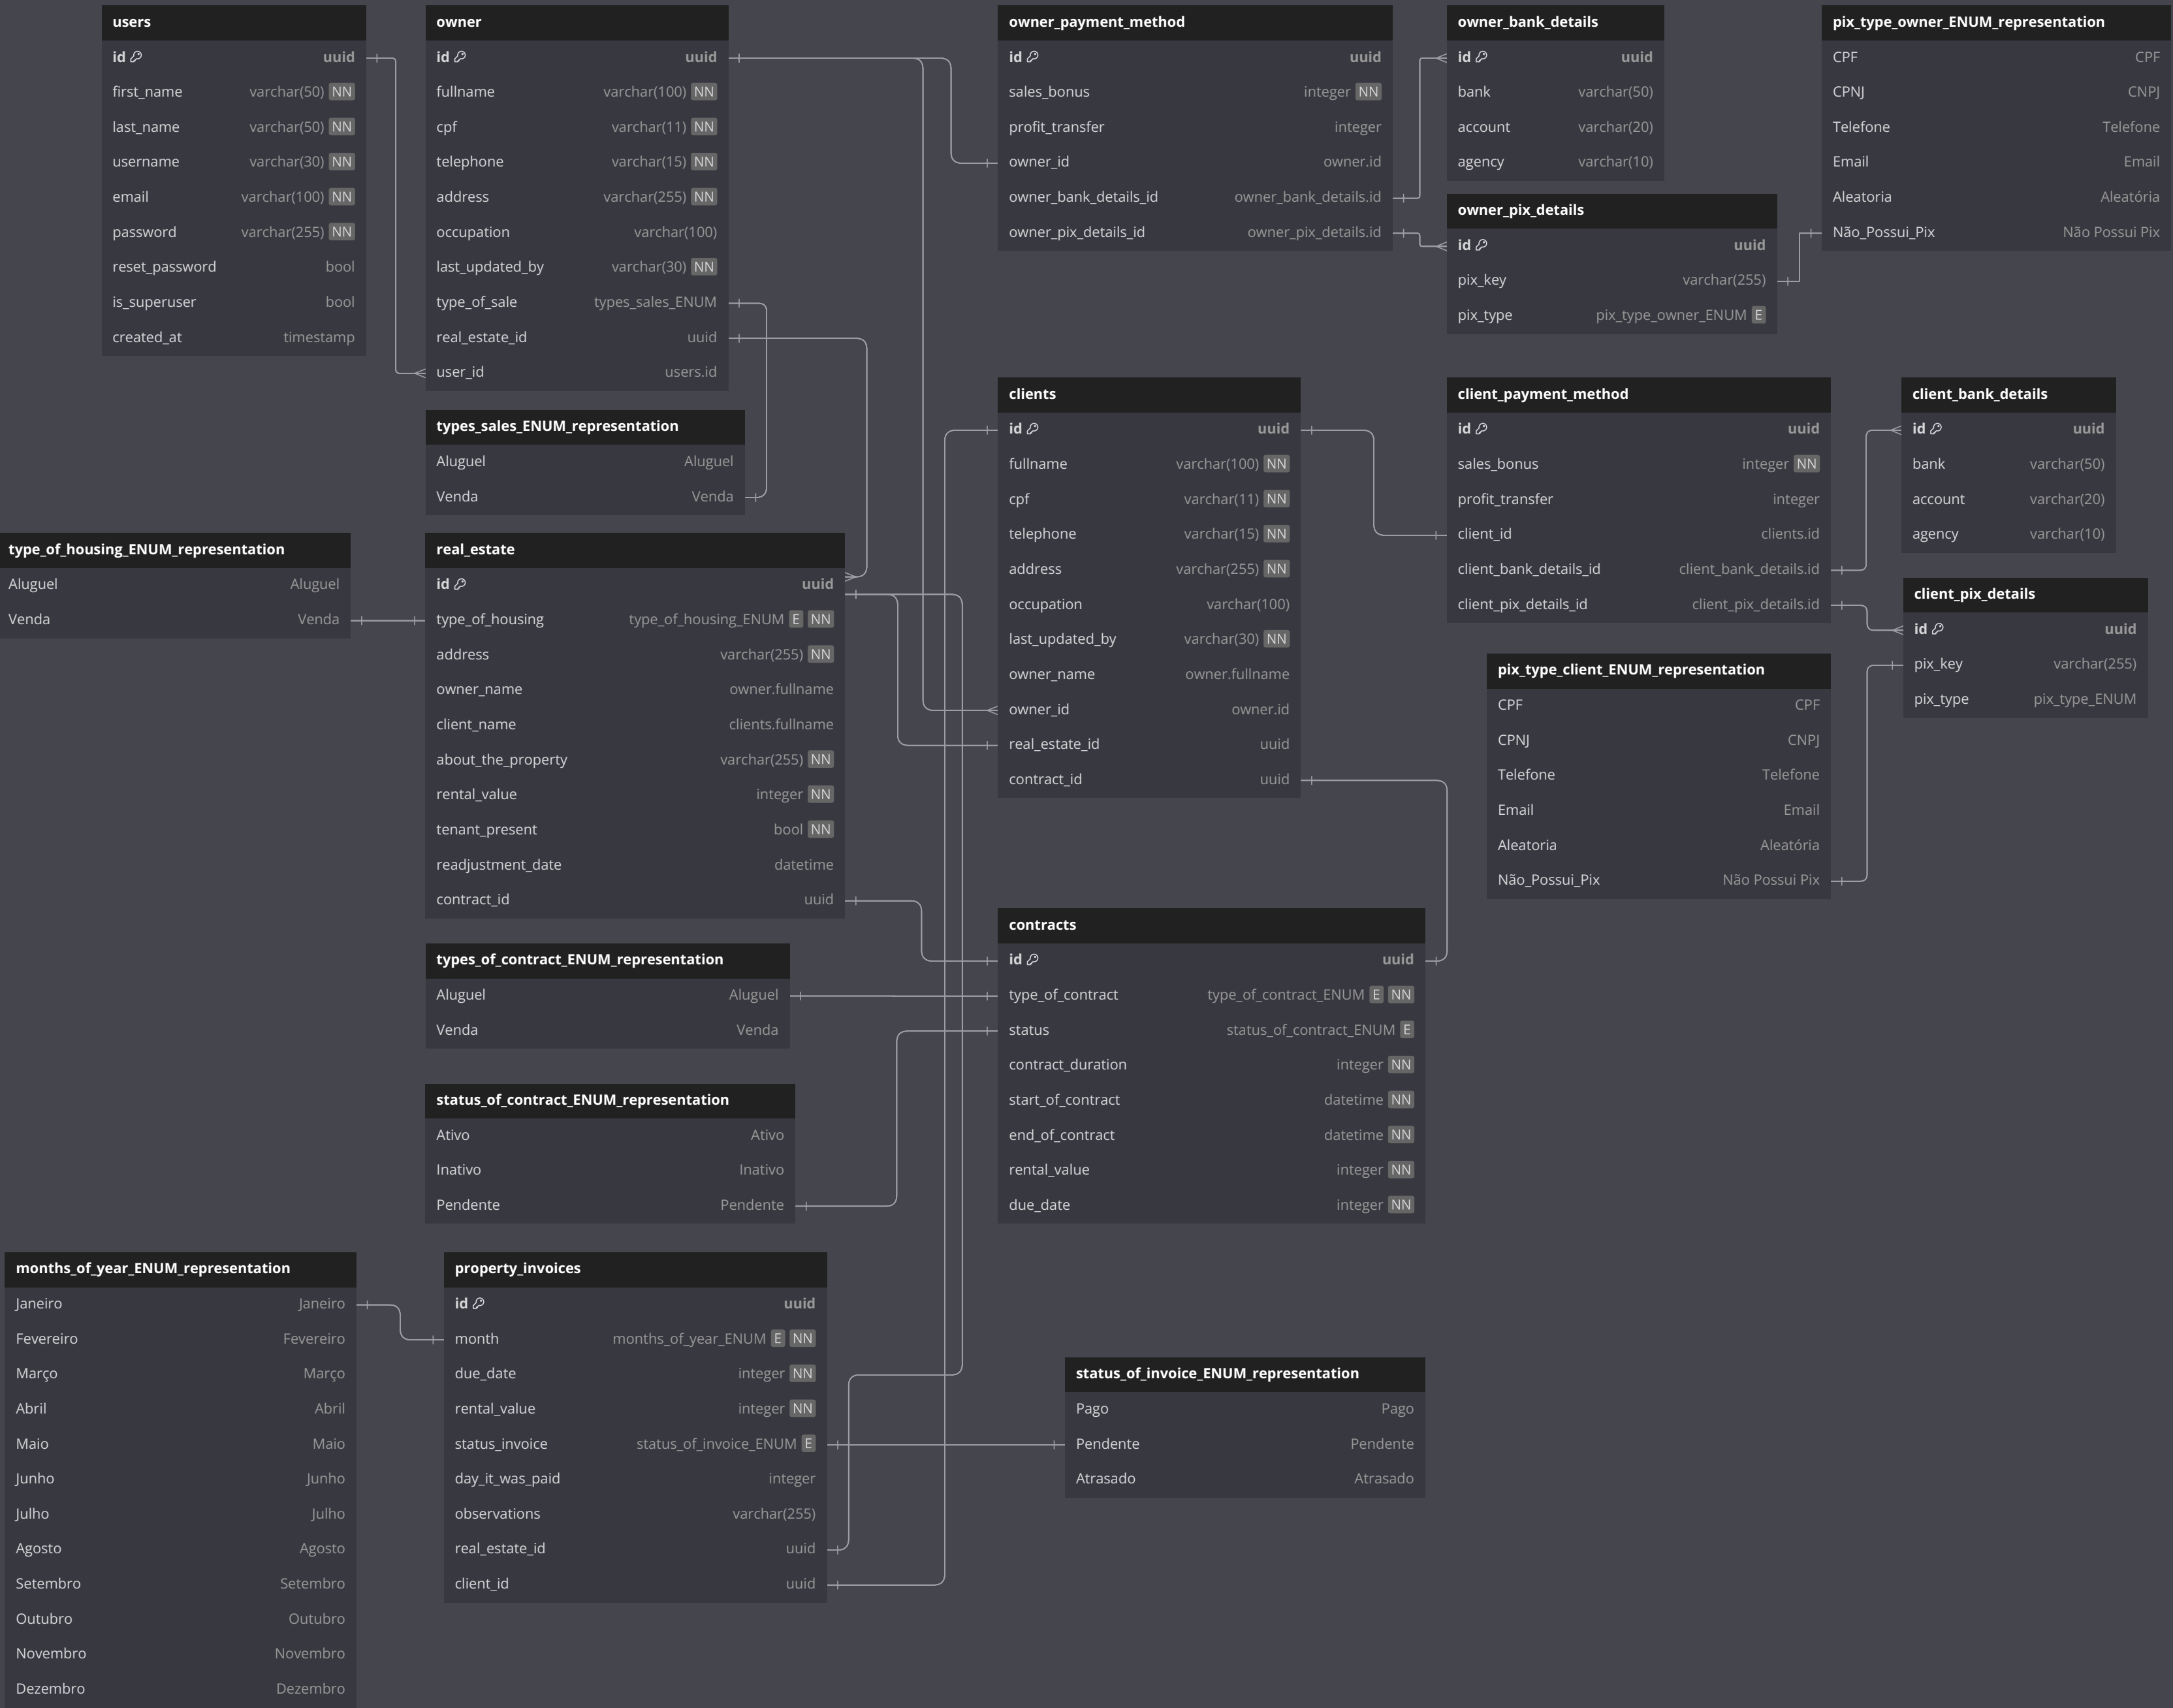 users
id uuid
first_name varchar(50) NN
last_name varchar(50) NN
username varchar(30) NN
email varchar(100) NN
password varchar(255) NN
reset_password bool
is_superuser bool
created_at timestamp
owner
id uuid
fullname varchar(100) NN
cpf varchar(11) NN
telephone varchar(15) NN
address varchar(255) NN
occupation varchar(100)
last_updated_by varchar(30) NN
type_of_sale types_sales_ENUM
real_estate_id uuid
user_id users.id
owner_payment_method
id uuid
sales_bonus integer NN
profit_transfer integer
owner_id owner.id
owner_bank_details_id owner_bank_details.id
owner_pix_details_id owner_pix_details.id
owner_bank_details
id uuid
bank varchar(50)
account varchar(20)
agency varchar(10)
owner_pix_details
id uuid
pix_key varchar(255)
pix_type pix_type_owner_ENUM E
pix_type_owner_ENUM_representation
CPF CPF
CPNJ CNPJ
Telefone Telefone
Email Email
Aleatoria Aleatória
Não_Possui_Pix Não Possui Pix
types_sales_ENUM_representation
Aluguel Aluguel
Venda Venda
type_of_housing_ENUM_representation
Aluguel Aluguel
Venda Venda
real_estate
id uuid
type_of_housing type_of_housing_ENUM E NN
address varchar(255) NN
owner_name owner.fullname
client_name clients.fullname
about_the_property varchar(255) NN
rental_value integer NN
tenant_present bool NN
readjustment_date datetime
contract_id uuid
clients
id uuid
fullname varchar(100) NN
cpf varchar(11) NN
telephone varchar(15) NN
address varchar(255) NN
occupation varchar(100)
last_updated_by varchar(30) NN
owner_name owner.fullname
owner_id owner.id
real_estate_id uuid
contract_id uuid
client_payment_method
id uuid
sales_bonus integer NN
profit_transfer integer
client_id clients.id
client_bank_details_id client_bank_details.id
client_pix_details_id client_pix_details.id
client_bank_details
id uuid
bank varchar(50)
account varchar(20)
agency varchar(10)
client_pix_details
id uuid
pix_key varchar(255)
pix_type pix_type_ENUM
pix_type_client_ENUM_representation
CPF CPF
CPNJ CNPJ
Telefone Telefone
Email Email
Aleatoria Aleatória
Não_Possui_Pix Não Possui Pix
types_of_contract_ENUM_representation
Aluguel Aluguel
Venda Venda
contracts
id uuid
type_of_contract type_of_contract_ENUM E NN
status status_of_contract_ENUM E
contract_duration integer NN
start_of_contract datetime NN
end_of_contract datetime NN
rental_value integer NN
due_date integer NN
status_of_contract_ENUM_representation
Ativo Ativo
Inativo Inativo
Pendente Pendente
months_of_year_ENUM_representation
Janeiro Janeiro
Fevereiro Fevereiro
Março Março
Abril Abril
Maio Maio
Junho Junho
Julho Julho
Agosto Agosto
Setembro Setembro
Outubro Outubro
Novembro Novembro
Dezembro Dezembro
property_invoices
id uuid
month months_of_year_ENUM E NN
due_date integer NN
rental_value integer NN
status_invoice status_of_invoice_ENUM E
day_it_was_paid integer
observations varchar(255)
real_estate_id uuid
client_id uuid
status_of_invoice_ENUM_representation
Pago Pago
Pendente Pendente
Atrasado Atrasado